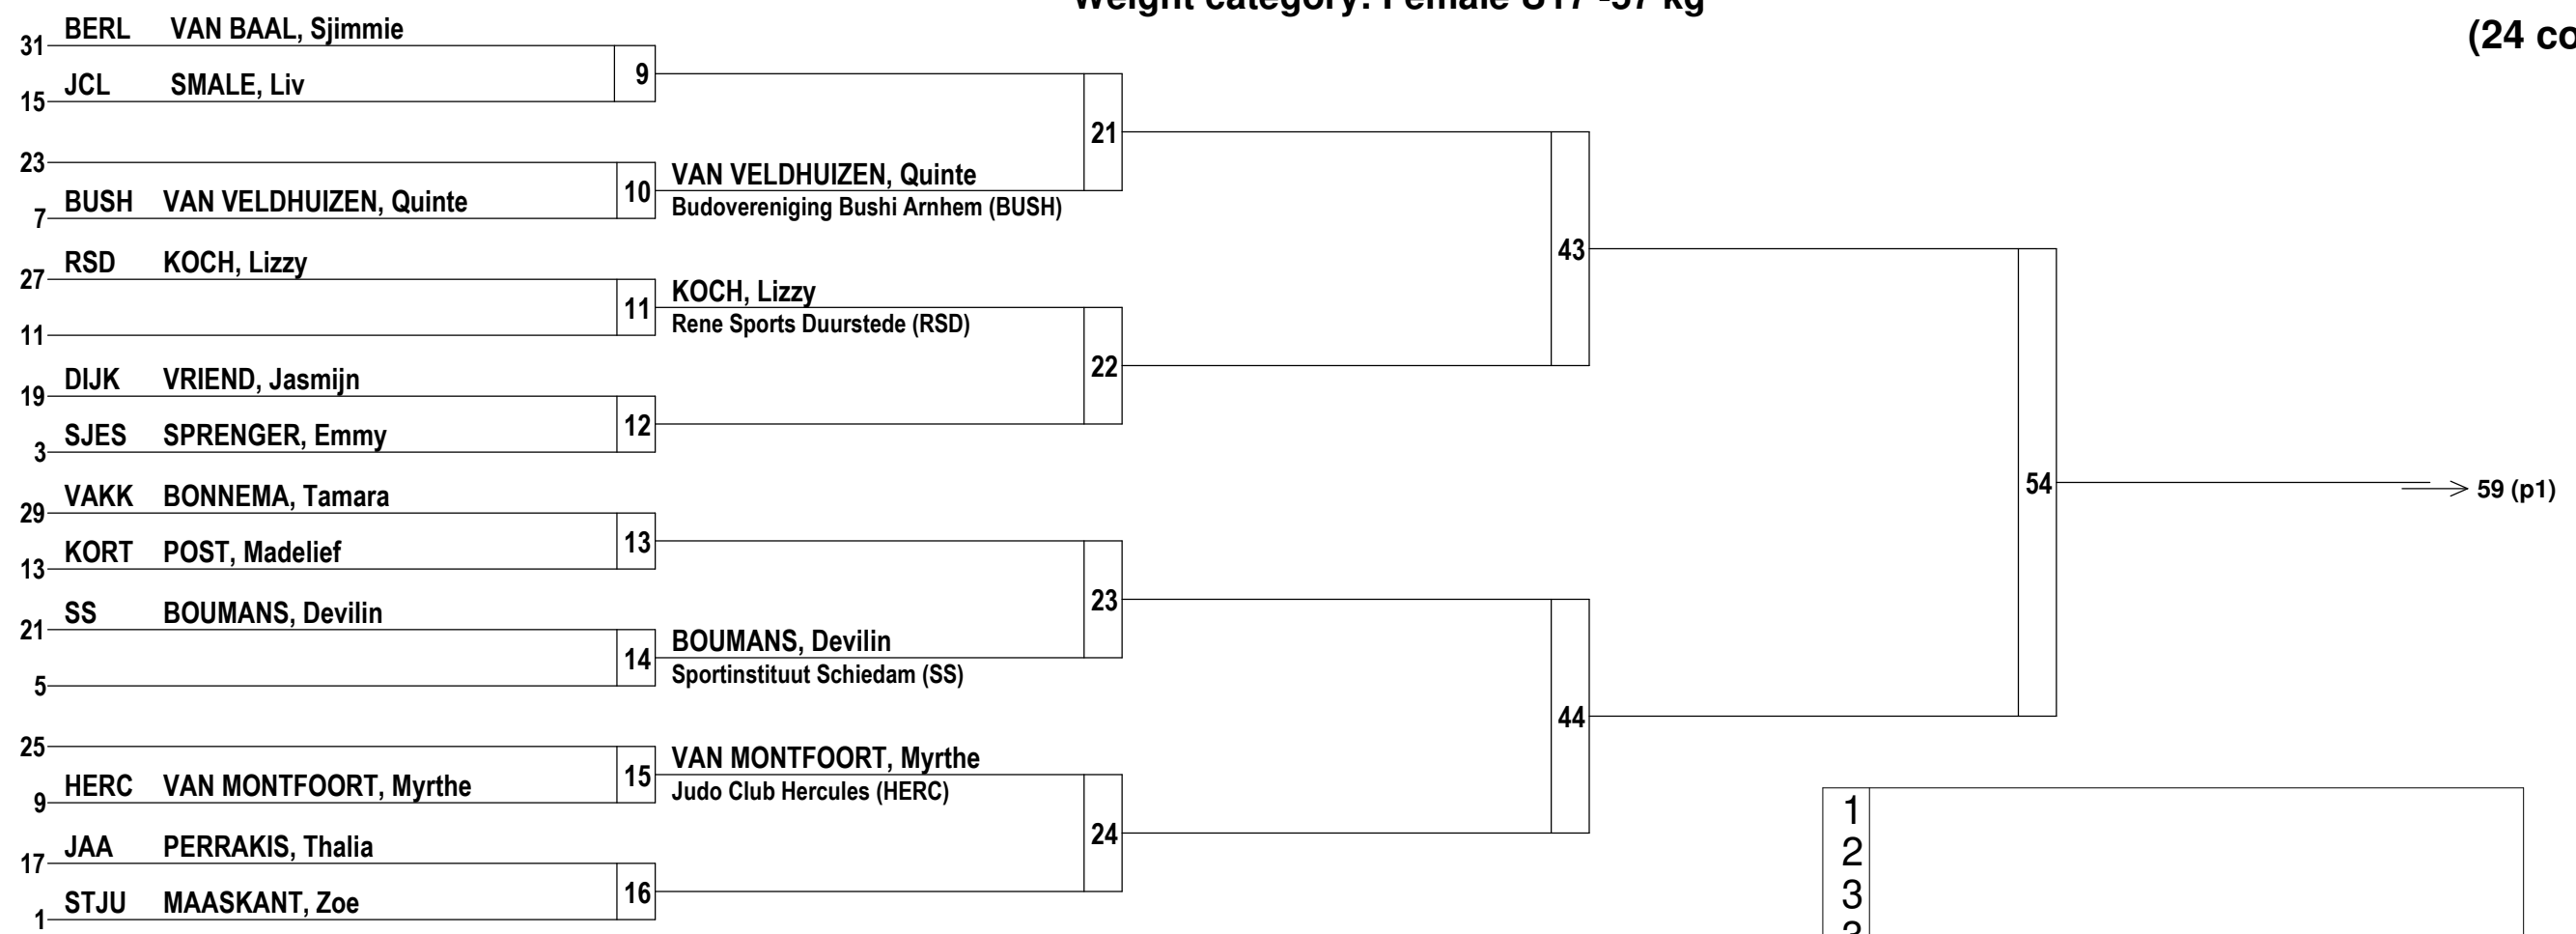 Weight category: Female U17 -57 kg
(24 co
31 BERL VAN BAAL, Sjimmie
9
15 JCL SMALE, Liv
21
23
10 VAN VELDHUIZEN, Quinte
Budovereniging Bushi Arnhem (BUSH)
7 BUSH VAN VELDHUIZEN, Quinte
43
27 RSD KOCH, Lizzy
11 KOCH, Lizzy
Rene Sports Duurstede (RSD)
11
22
19 DIJK VRIEND, Jasmijn
12
3 SJES SPRENGER, Emmy
54
59 (p1)
29 VAKK BONNEMA, Tamara
13
13 KORT POST, Madelief
23
21 SS BOUMANS, Devilin
14 BOUMANS, Devilin
Sportinstituut Schiedam (SS)
5
44
25
15 VAN MONTFOORT, Myrthe
Judo Club Hercules (HERC)
9 HERC VAN MONTFOORT, Myrthe
24
17 JAA PERRAKIS, Thalia
16
1 STJU MAASKANT, Zoe
1
2
3
3